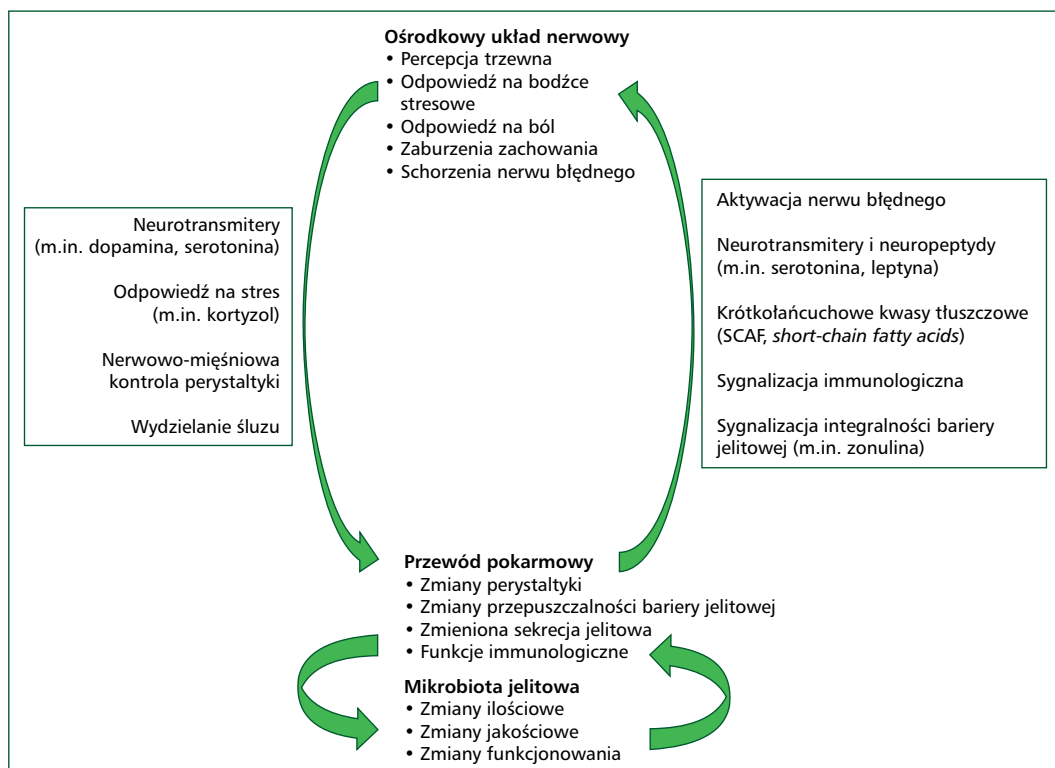 Ośrodkowy układ nerwowy
• Percepcja trzewna
• Odpowiedź na bodźce
stresowe
• Odpowiedź na ból
• Zaburzenia zachowania
• Schorzenia nerwu błędnego
Neurotransmitery
(m.in. dopamina, serotonina)
Odpowiedź na stres
(m.in. kortyzol)
Nerwowo-mięśniowa
kontrola perystaltyki
Wydzielanie śluzu
Aktywacja nerwu błędnego
Neurotransmitery i neuropeptydy
(m.in. serotonina, leptyna)
Krótkołańcuchowe kwasy tłuszczowe
(SCAF, short-chain fatty acids)
Sygnalizacja immunologiczna
Sygnalizacja integralności bariery
jelitowej (m.in. zonulina)
Przewód pokarmowy
• Zmiany perystaltyki
• Zmiany przepuszczalności bariery jelitowej
• Zmieniona sekrecja jelitowa
• Funkcje immunologiczne
Mikrobiota jelitowa
• Zmiany ilościowe
• Zmiany jakościowe
• Zmiany funkcjonowania